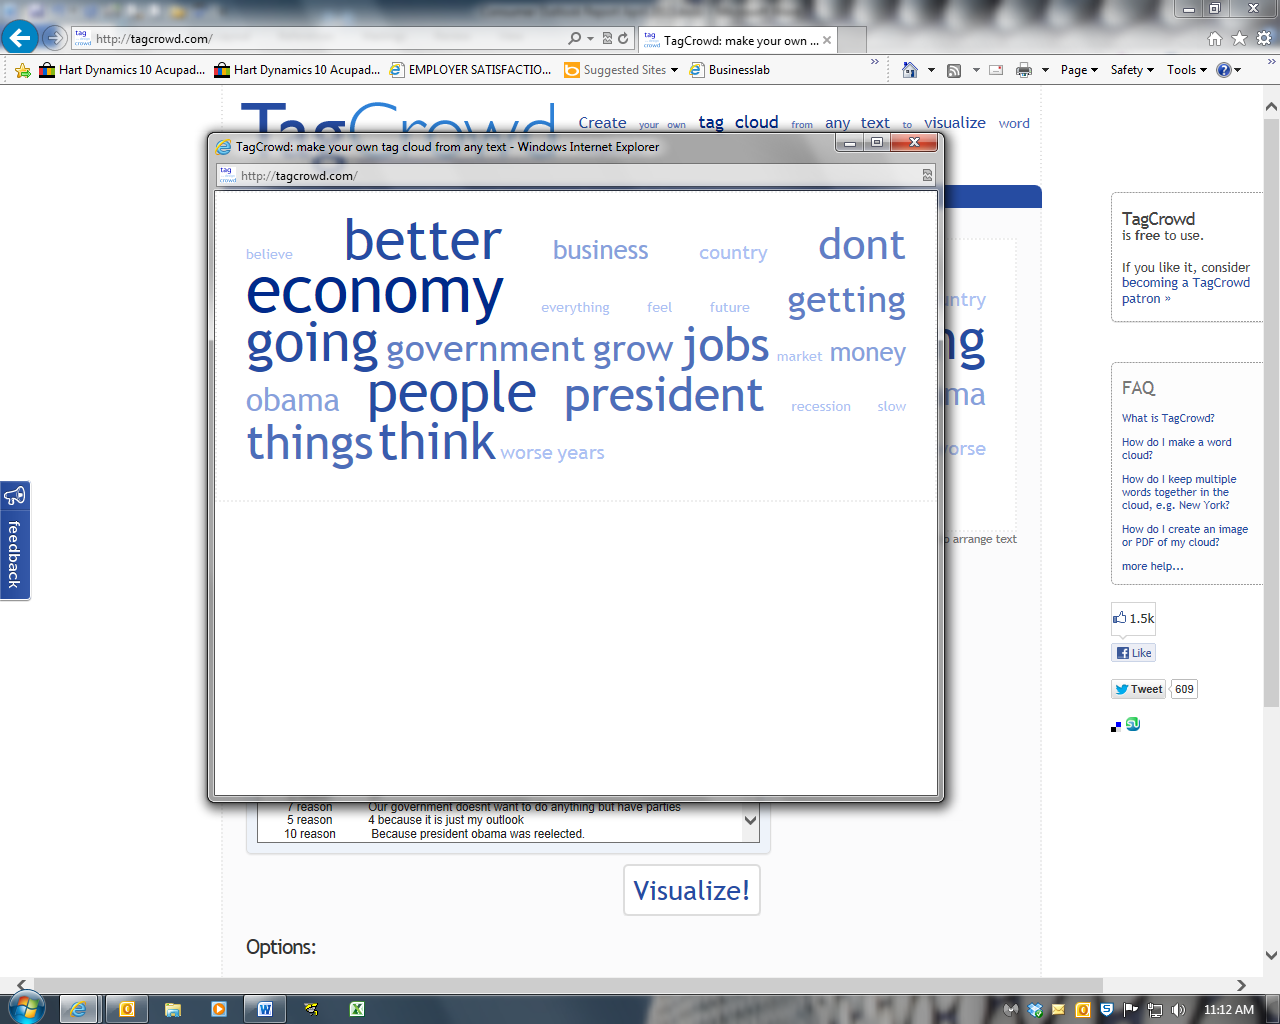 http://tagcrowd.com/
TagCrowd: make your own ...
Hart Dynamics 10 Acupad...
Hart Dynamics 10 Acupad...
EMPLOYER SATISFACTIO...
Suggested Sites
Businesslab
Page
Safety
Tools
TagCrowd
Create your own tag cloud from any text to visualize word
TagCrowd: make your own tag cloud from any text - Windows Internet Explorer
http://tagcrowd.com/
believe better business country dont
economy everything feel future getting
going government grow jobs market money
obama people president recession slow
things think worse years
TagCrowd
is free to use.
If you like it, consider
becoming a TagCrowd
patron »
FAQ
What is TagCrowd?
How do I make a word
cloud?
How do I keep multiple
words together in the
cloud, e.g. New York?
How do I create an image
or PDF of my cloud?
more help...
arrange text
1.5k
Like
Tweet
609
feedback
7 reason Our government doesnt want to do anything but have parties
5 reason 4 because it is just my outlook
10 reason Because president obama was reelected.
Visualize!
Options:
11:12 AM